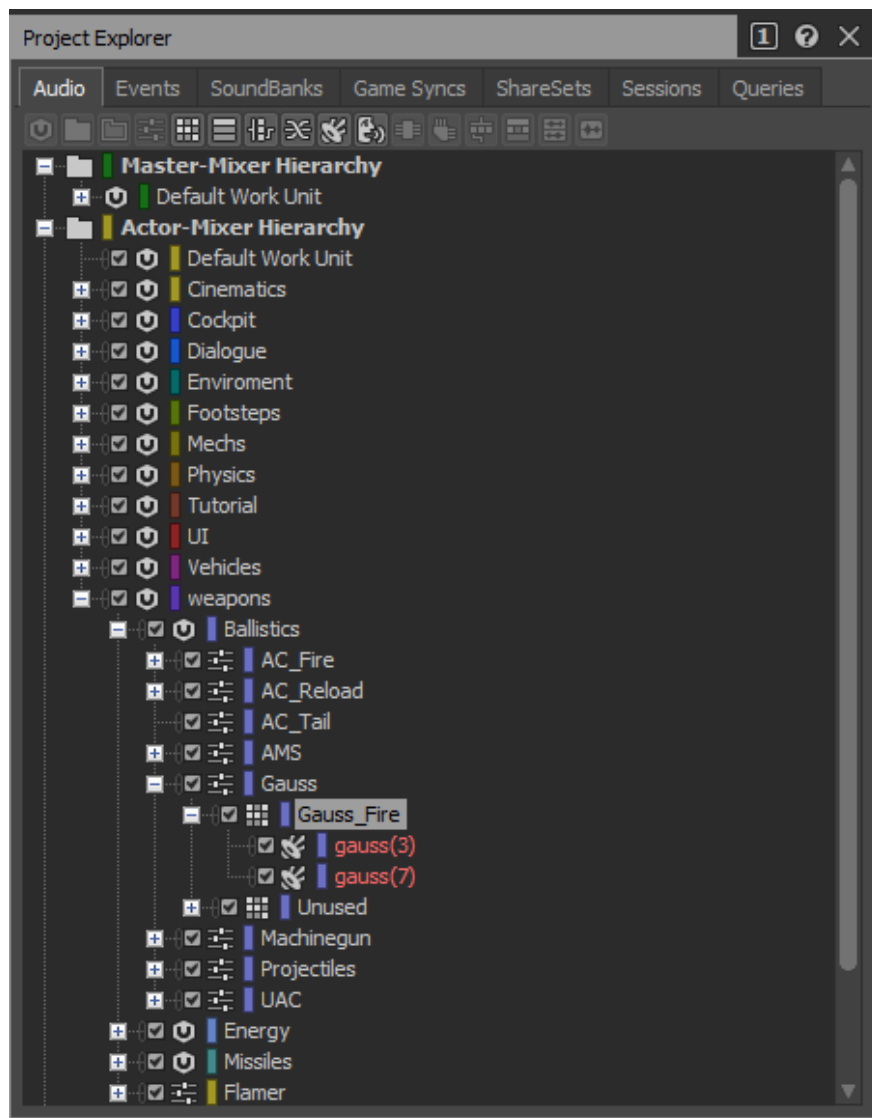 Project Explorer 1
Audio Events SoundBanks Game Syncs ShareSets Sessions Queries
Master-Mixer Hierarchy
Default Work Unit
Actor-Mixer Hierarchy
Default Work Unit
Cinematics
Cockpit
Dialogue
Enviroment
Footsteps
Mechs
Physics
Tutorial
UI
Vehicles
weapons
Ballistics
AC_Fire
AC_Reload
AC_Tail
AMS
Gauss
Gauss_Fire
gauss(3)
gauss(7)
Unused
Machinegun
Projectiles
UAC
Energy
Missiles
Flamer